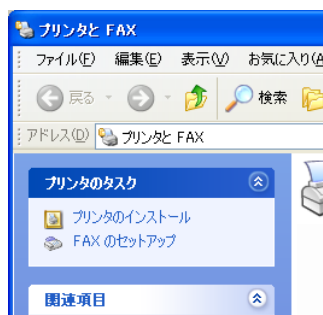 プリンタと FAX
ファイル(F) 編集(E) 表示(V) お気に入り(A
戻る 検索
アドレス(D) プリンタと FAX
プリンタのタスク
プリンタのインストール
FAX のセットアップ
関連項目